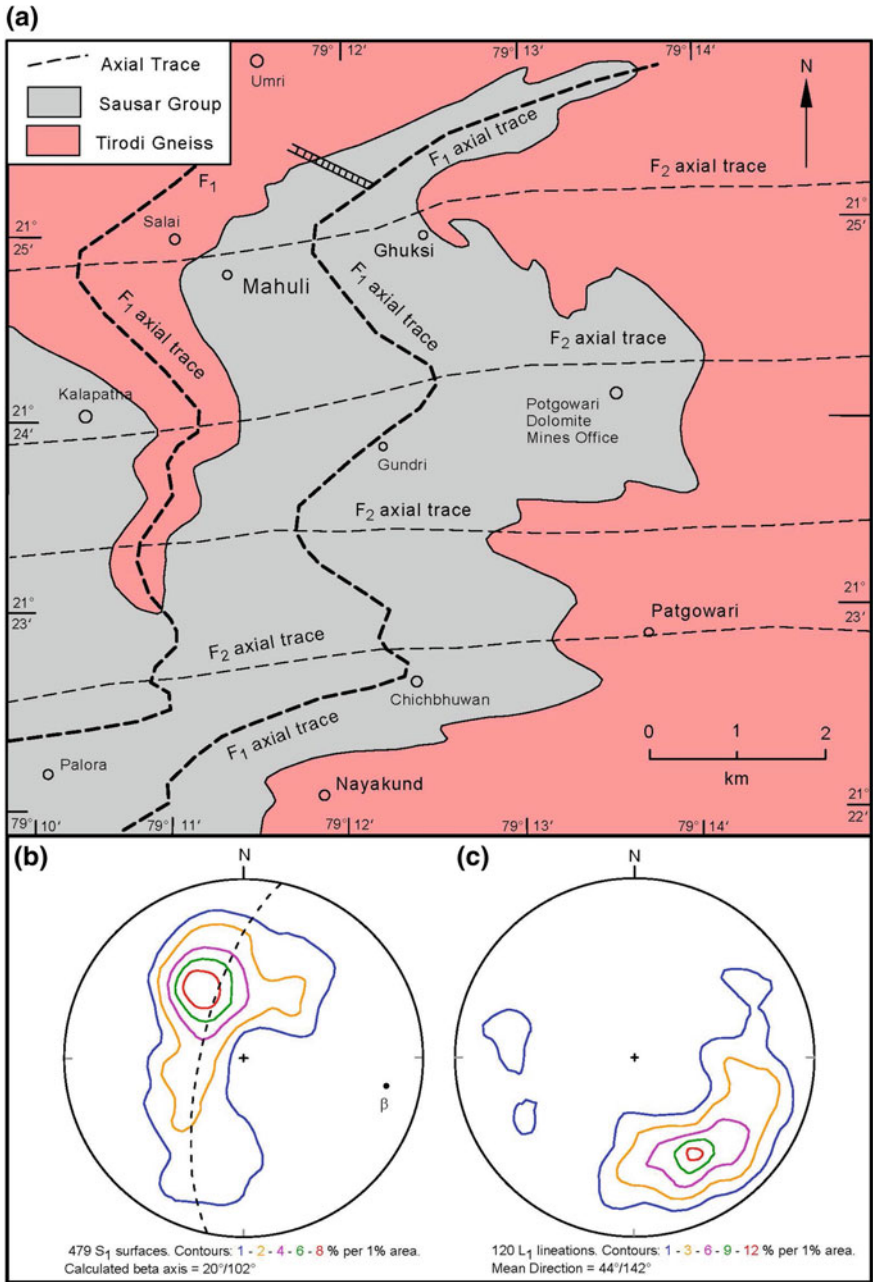 (a)
Axial Trace
Sausar Group
Tirodi Gneiss
79° 12'
79° 13'
79° 14'
Umri
N
F1 axial trace
F2 axial trace
F1
21°
25'
Salai
Ghuksi
21°
25'
Mahuli
F1 axial trace
F1 axial trace
F2 axial trace
Kalapatha
21°
24'
Potgowari
Dolomite
Mines Office
Gundri
F2 axial trace
21°
23'
21°
23'
Patgowari
F2 axial trace
Chichbhuwan
F1 axial trace
0 1 2
km
Palora
Nayakund
21°
22'
79° 10'
79° 11'
79° 12'
79° 13'
79° 14'
(b)
N
β
479 S1 surfaces. Contours: 1 - 2 - 4 - 6 - 8 % per 1% area.
Calculated beta axis = 20°/102°
(c)
N
120 L1 lineations. Contours: 1 - 3 - 6 - 9 - 12 % per 1% area.
Mean Direction = 44°/142°